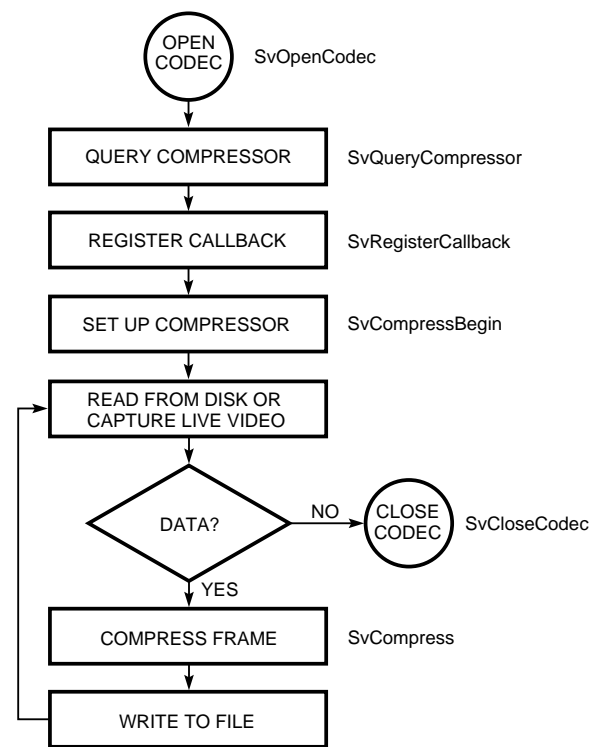 OPEN
CODEC
SvOpenCodec
QUERY COMPRESSOR
SvQueryCompressor
REGISTER CALLBACK
SvRegisterCallback
SET UP COMPRESSOR
SvCompressBegin
READ FROM DISK OR
CAPTURE LIVE VIDEO
DATA?
NO
CLOSE
CODEC
SvCloseCodec
YES
COMPRESS FRAME
SvCompress
WRITE TO FILE